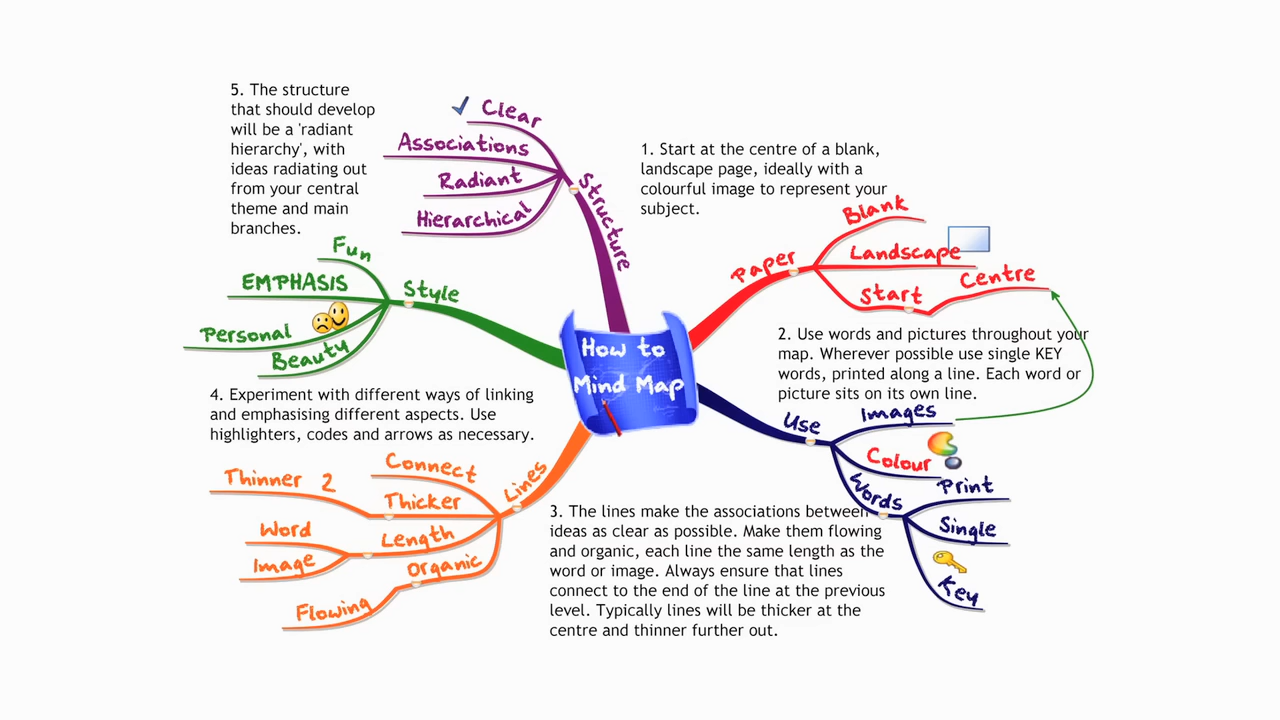 How to
Mind Map
1. Start at the centre of a blank,
landscape page, ideally with a
colourful image to represent your
subject.
Paper
Blank
Landscape
Start
Centre
2. Use words and pictures throughout your
map. Wherever possible use single KEY
words, printed along a line. Each word or
picture sits on its own line.
Use
Images
Colour
Words
Print
Single
Key
3. The lines make the associations between
ideas as clear as possible. Make them flowing
and organic, each line the same length as the
word or image. Always ensure that lines
connect to the end of the line at the previous
level. Typically lines will be thicker at the
centre and thinner further out.
Lines
Connect
Thicker
Thinner 2
Length
Word
Image
Organic
Flowing
4. Experiment with different ways of linking
and emphasising different aspects. Use
highlighters, codes and arrows as necessary.
Style
Fun
EMPHASIS
Personal
Beauty
5. The structure
that should develop
will be a 'radiant
hierarchy', with
ideas radiating out
from your central
theme and main
branches.
Structure
Clear
Associations
Radiant
Hierarchical